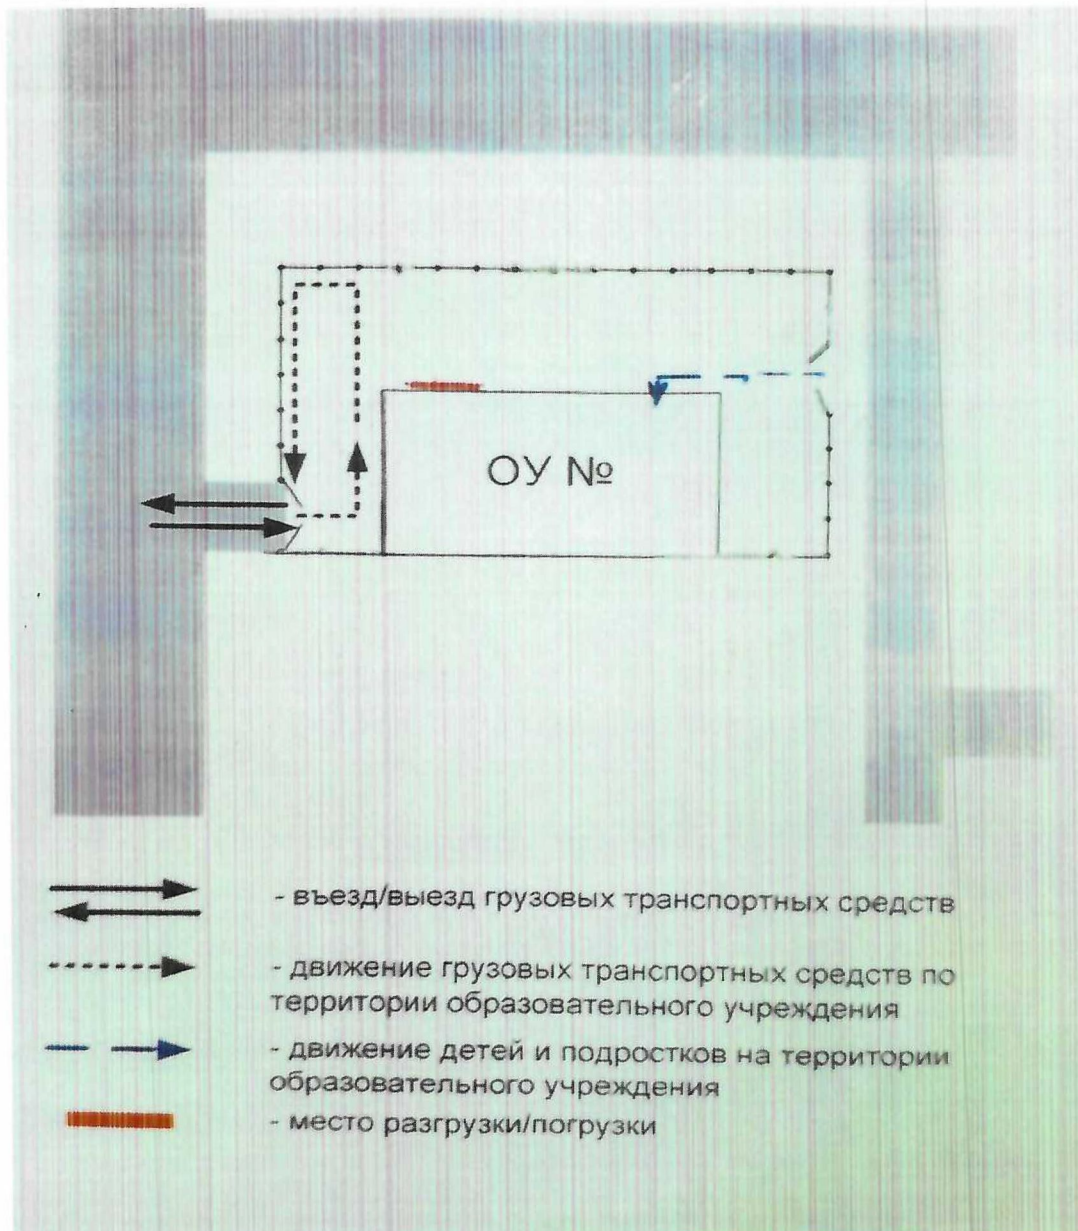 ОУ №
- въезд/выезд грузовых транспортных средств
- движение грузовых транспортных средств по
территории образовательного учреждения
- движение детей и подростков на территории
образовательного учреждения
- место разгрузки/погрузки